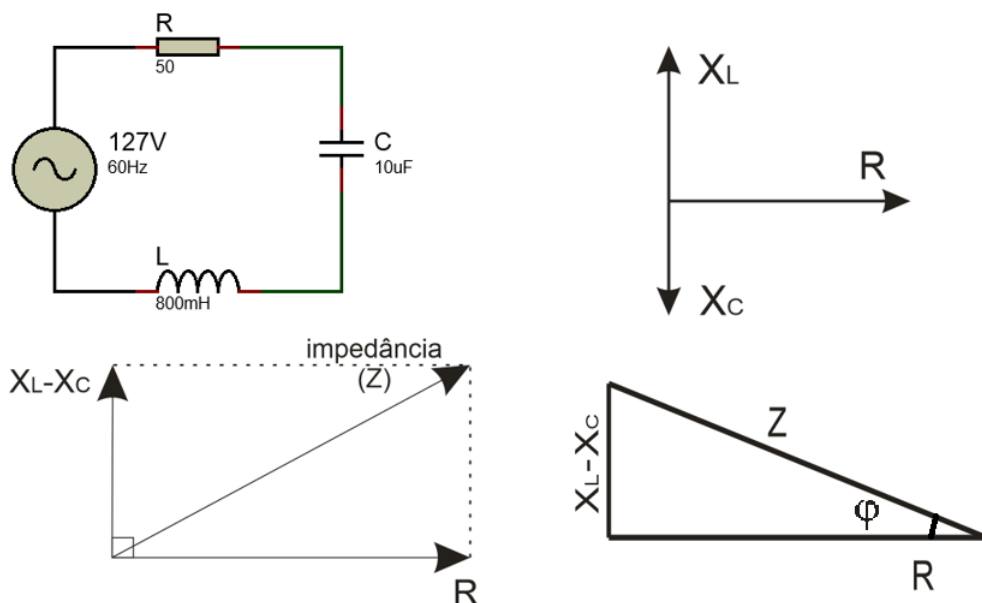 R
50
127V
60Hz
C
10uF
L
800mH
XL
R
XC
impedância
(Z)
XL-XC
R
Z
XL-XC
φ
R